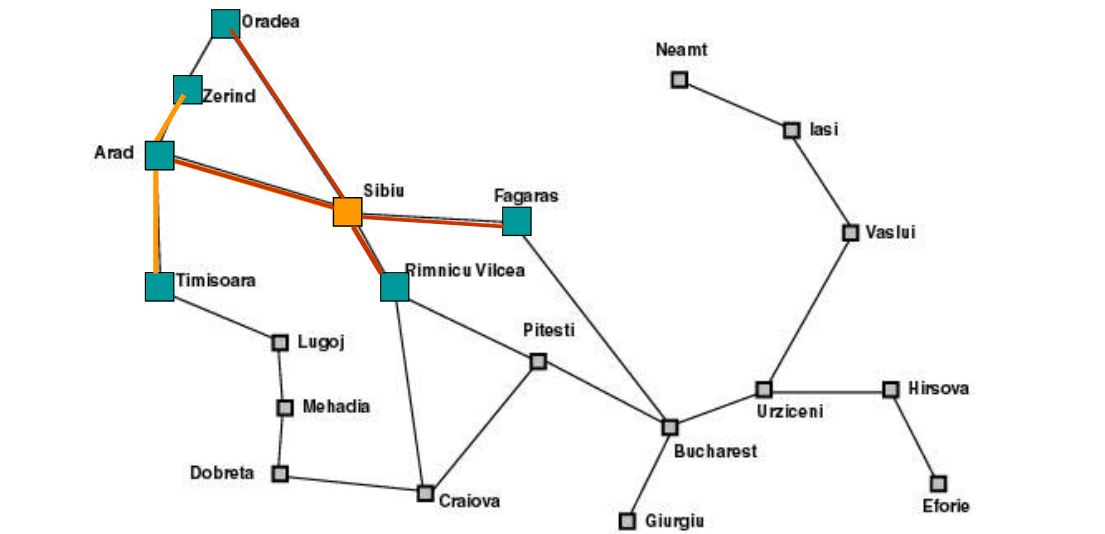 Oradea
Neamt
Zerind
Iasi
Arad
Sibiu
Fagaras
Vaslui
Rimnicu Vilcea
Timisoara
Pitesti
Lugoj
Hirsova
Mehadia
Urziceni
Bucharest
Dobreta
Craiova
Eforie
Giurgiu